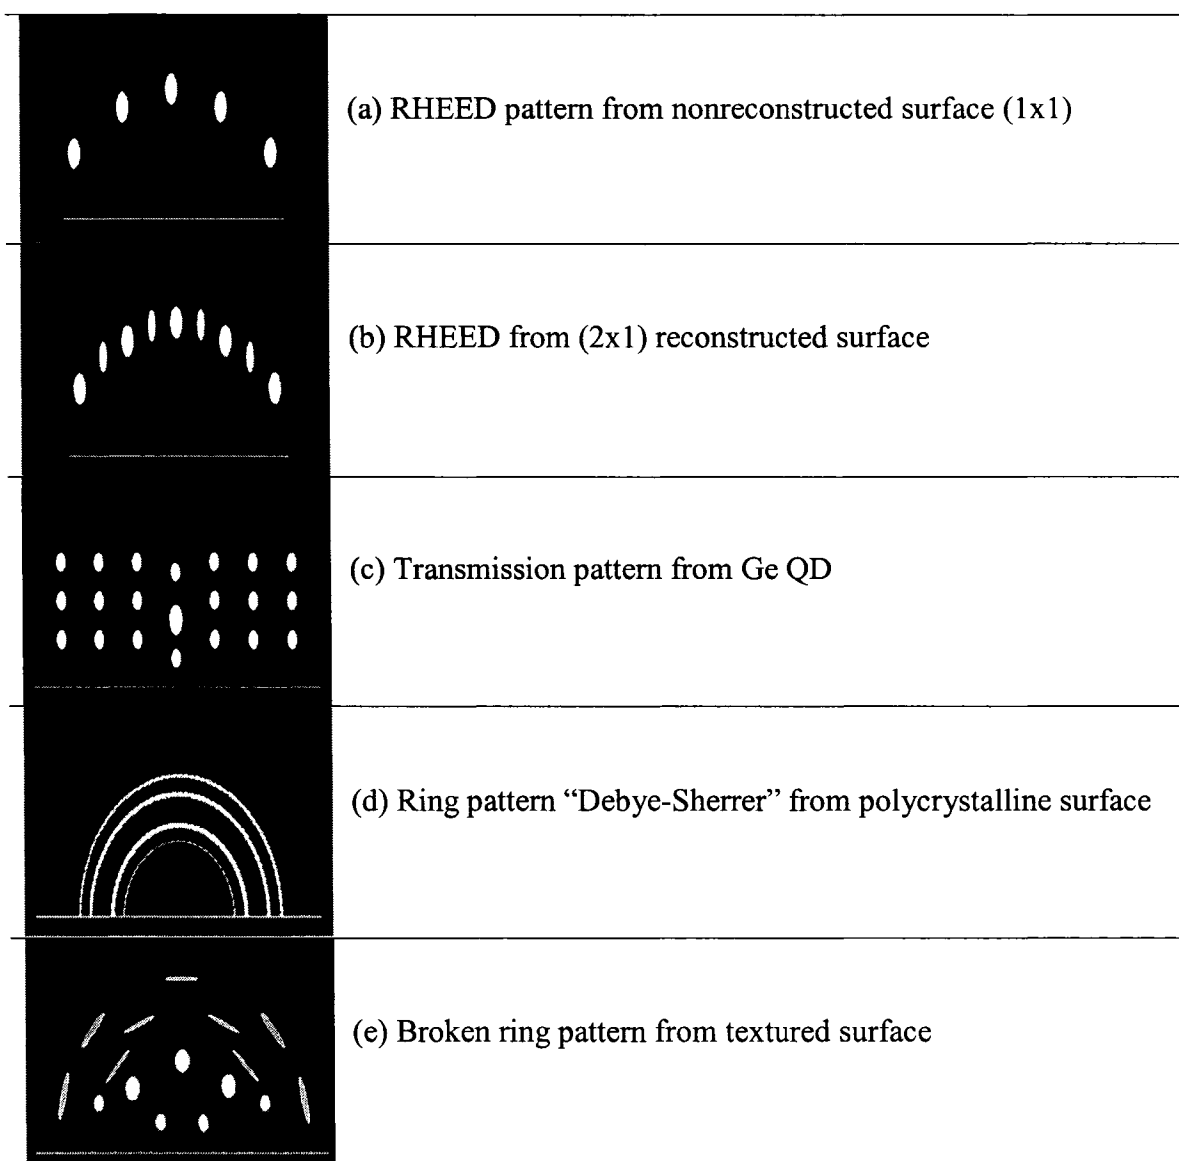 (a) RHEED pattern from nonreconstructed surface (1x1)
(b) RHEED from (2x1) reconstructed surface
(c) Transmission pattern from Ge QD
(d) Ring pattern “Debye-Sherrer” from polycrystalline surface
(e) Broken ring pattern from textured surface